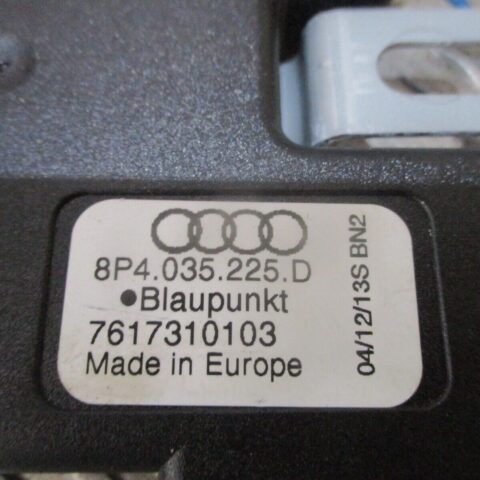 8P4.035.225.D
•Blaupunkt
7617310103
Made in Europe
04/12/13S BN2